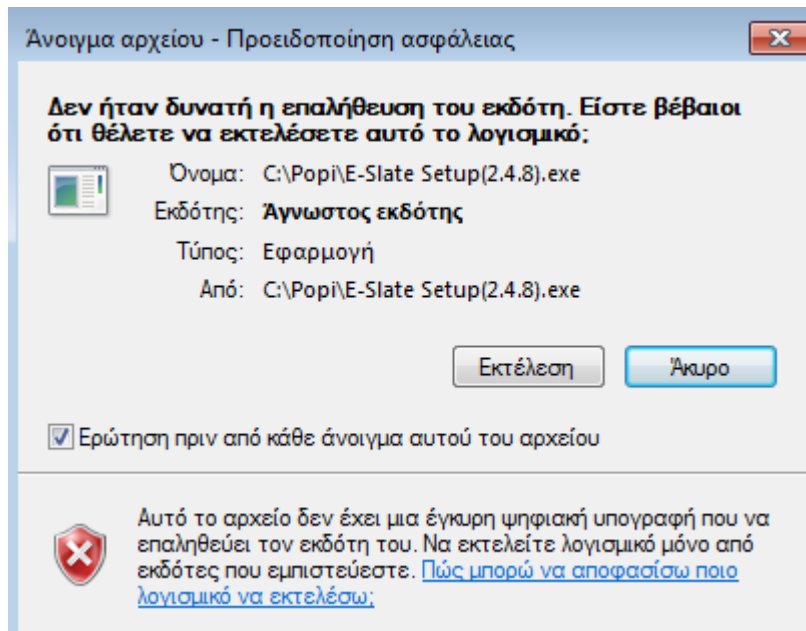 Άνοιγμα αρχείου - Προειδοποίηση ασφάλειας
Δεν ήταν δυνατή η επαλήθευση του εκδότη. Είστε βέβαιοι
ότι θέλετε να εκτελέσετε αυτό το λογισμικό;
Όνομα: C:\Popi\E-Slate Setup(2.4.8).exe
Εκδότης: Άγνωστος εκδότης
Τύπος: Εφαρμογή
Από: C:\Popi\E-Slate Setup(2.4.8).exe
Εκτέλεση Άκυρο
Ερώτηση πριν από κάθε άνοιγμα αυτού του αρχείου
Αυτό το αρχείο δεν έχει μια έγκυρη ψηφιακή υπογραφή που να
επαληθεύει τον εκδότη του. Να εκτελείτε λογισμικό μόνο από
εκδότες που εμπιστεύεστε. Πώς μπορώ να αποφασίσω ποιο
λογισμικό να εκτελέσω;